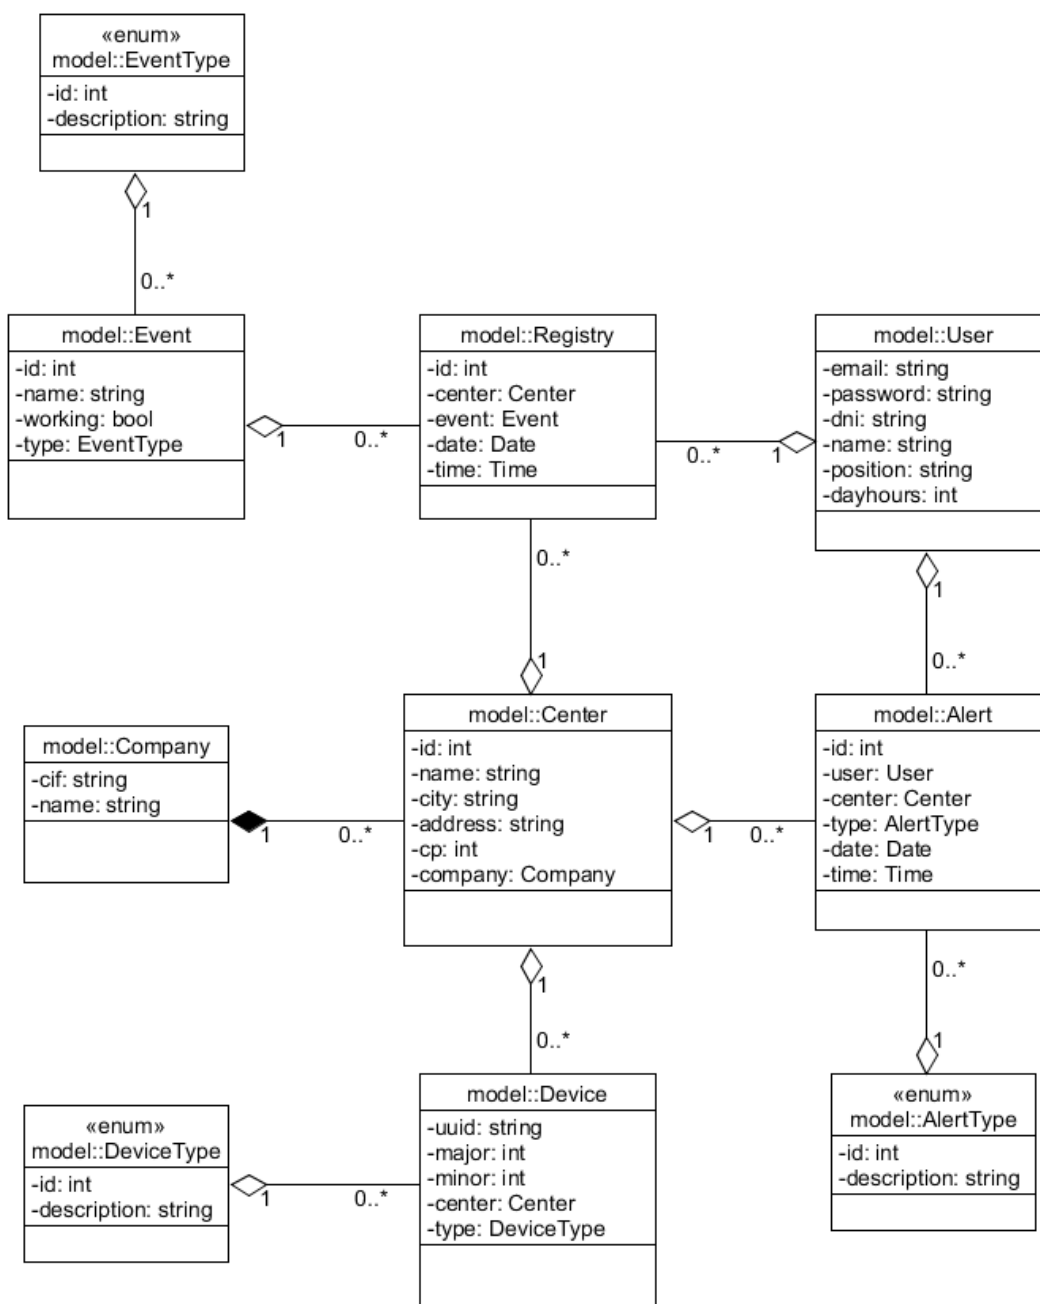 «enum»
model::EventType
-id: int
-description: string
1
0..*
model::Event
-id: int
-name: string
-working: bool
-type: EventType
1
0..*
model::Registry
-id: int
-center: Center
-event: Event
-date: Date
-time: Time
0..*
1
model::User
-email: string
-password: string
-dni: string
-name: string
-position: string
-dayhours: int
0..*
1
1
0..*
model::Company
-cif: string
-name: string
1
0..*
model::Center
-id: int
-name: string
-city: string
-address: string
-cp: int
-company: Company
1
0..*
model::Alert
-id: int
-user: User
-center: Center
-type: AlertType
-date: Date
-time: Time
1
0..*
0..*
1
«enum»
model::DeviceType
-id: int
-description: string
1
0..*
model::Device
-uuid: string
-major: int
-minor: int
-center: Center
-type: DeviceType
«enum»
model::AlertType
-id: int
-description: string